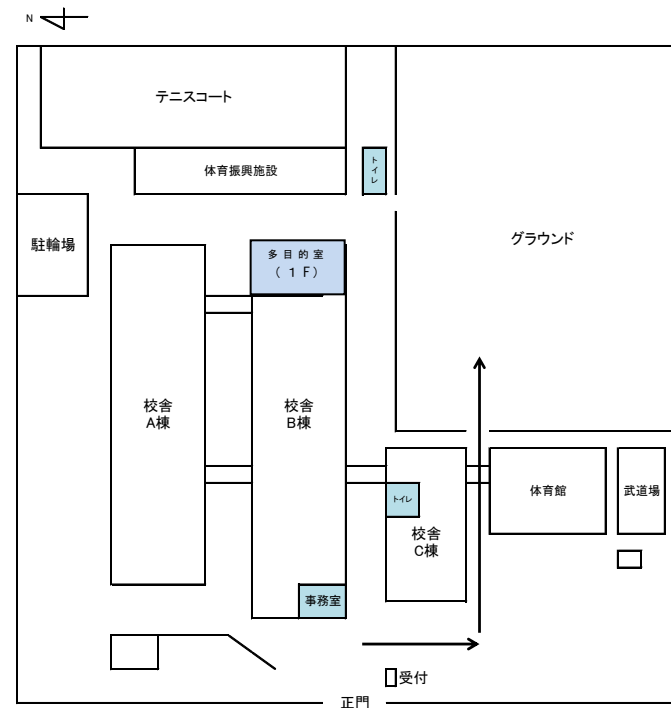 N
テニスコート
体育振興施設
トイレ
駐輪場
多目的室
(1F)
グラウンド
校舎
A棟
校舎
B棟
トイレ
校舎
C棟
体育館
武道場
事務室
受付
正門